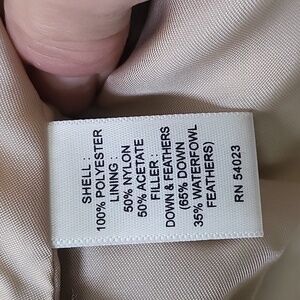 SHELL :
100% POLYESTER
LINING :
50% NYLON
50% ACETATE
FILLER :
DOWN & FEATHERS
(65% DOWN
35% WATERFOWL
FEATHERS)
RN 54023